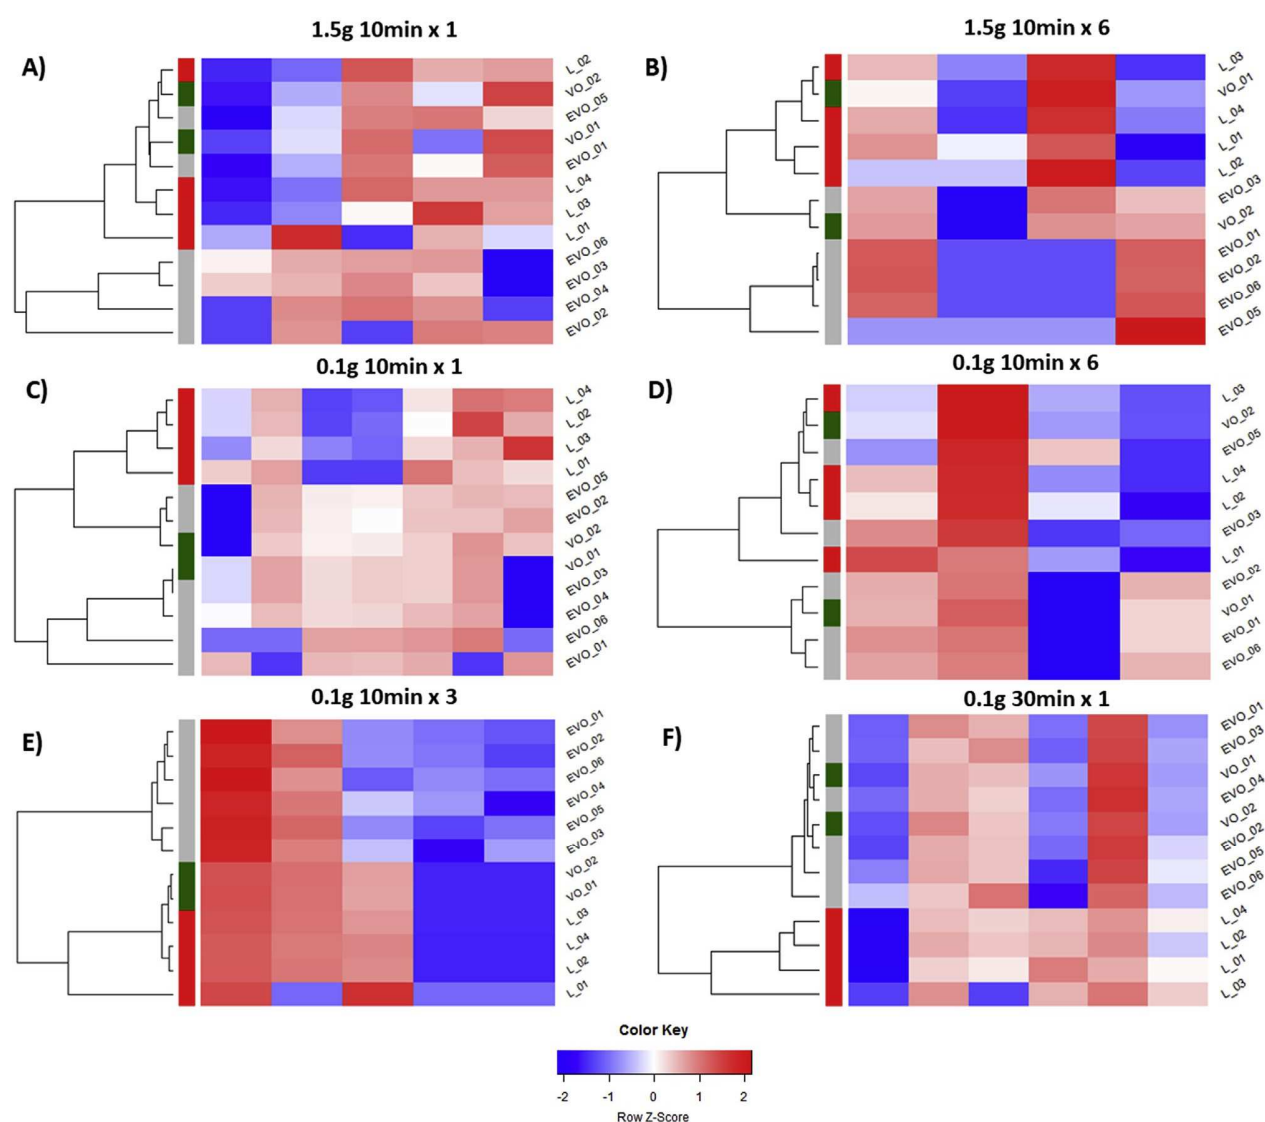 1.5g 10min x 1
A)
L_02
VO_02
EVO_05
VO_01
EVO_01
L_04
L_03
L_01
EVO_06
EVO_03
EVO_04
EVO_02
1.5g 10min x 6
B)
L_03
VO_01
L_04
L_01
L_02
EVO_03
VO_02
EVO_01
EVO_02
EVO_06
EVO_05
0.1g 10min x 1
C)
L_04
L_02
L_03
L_01
EVO_05
EVO_02
VO_02
VO_01
EVO_03
EVO_04
EVO_06
EVO_01
0.1g 10min x 6
D)
L_03
VO_02
EVO_05
L_04
L_02
EVO_03
L_01
EVO_02
VO_01
EVO_01
EVO_06
0.1g 10min x 3
E)
EVO_01
EVO_02
EVO_06
EVO_04
EVO_05
EVO_03
VO_02
VO_01
L_03
L_04
L_02
L_01
0.1g 30min x 1
F)
EVO_01
EVO_03
VO_01
EVO_04
VO_02
EVO_02
EVO_05
EVO_06
L_04
L_02
L_01
L_03
Color Key
-2 -1 0 1 2
Row Z-Score